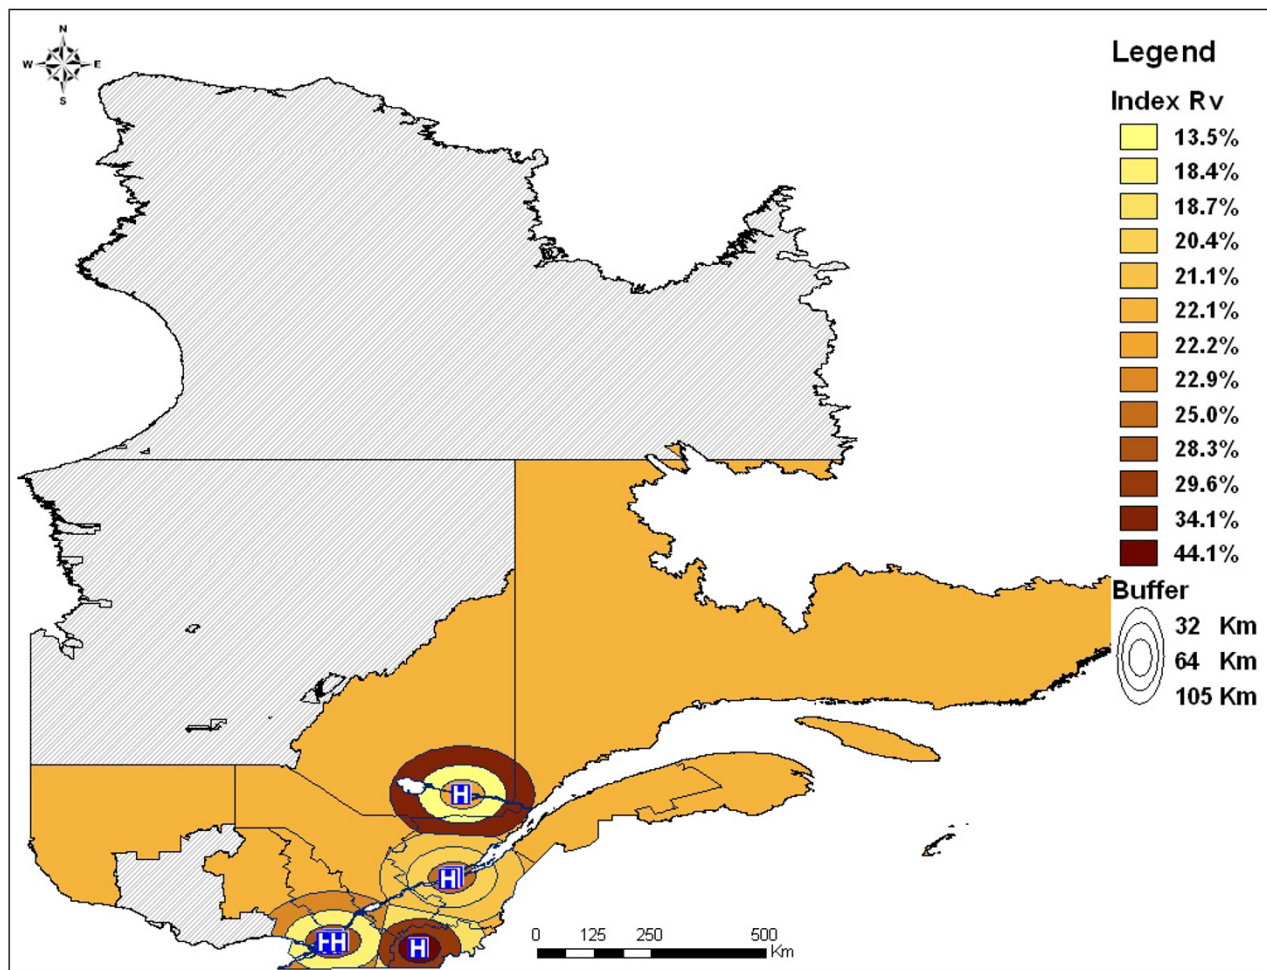 N
W E
S
Legend
Index Rv
13.5%
18.4%
18.7%
20.4%
21.1%
22.1%
22.2%
22.9%
25.0%
28.3%
29.6%
34.1%
44.1%
Buffer
32 Km
64 Km
105 Km
H
H
H H
H
0 125 250 500
Km